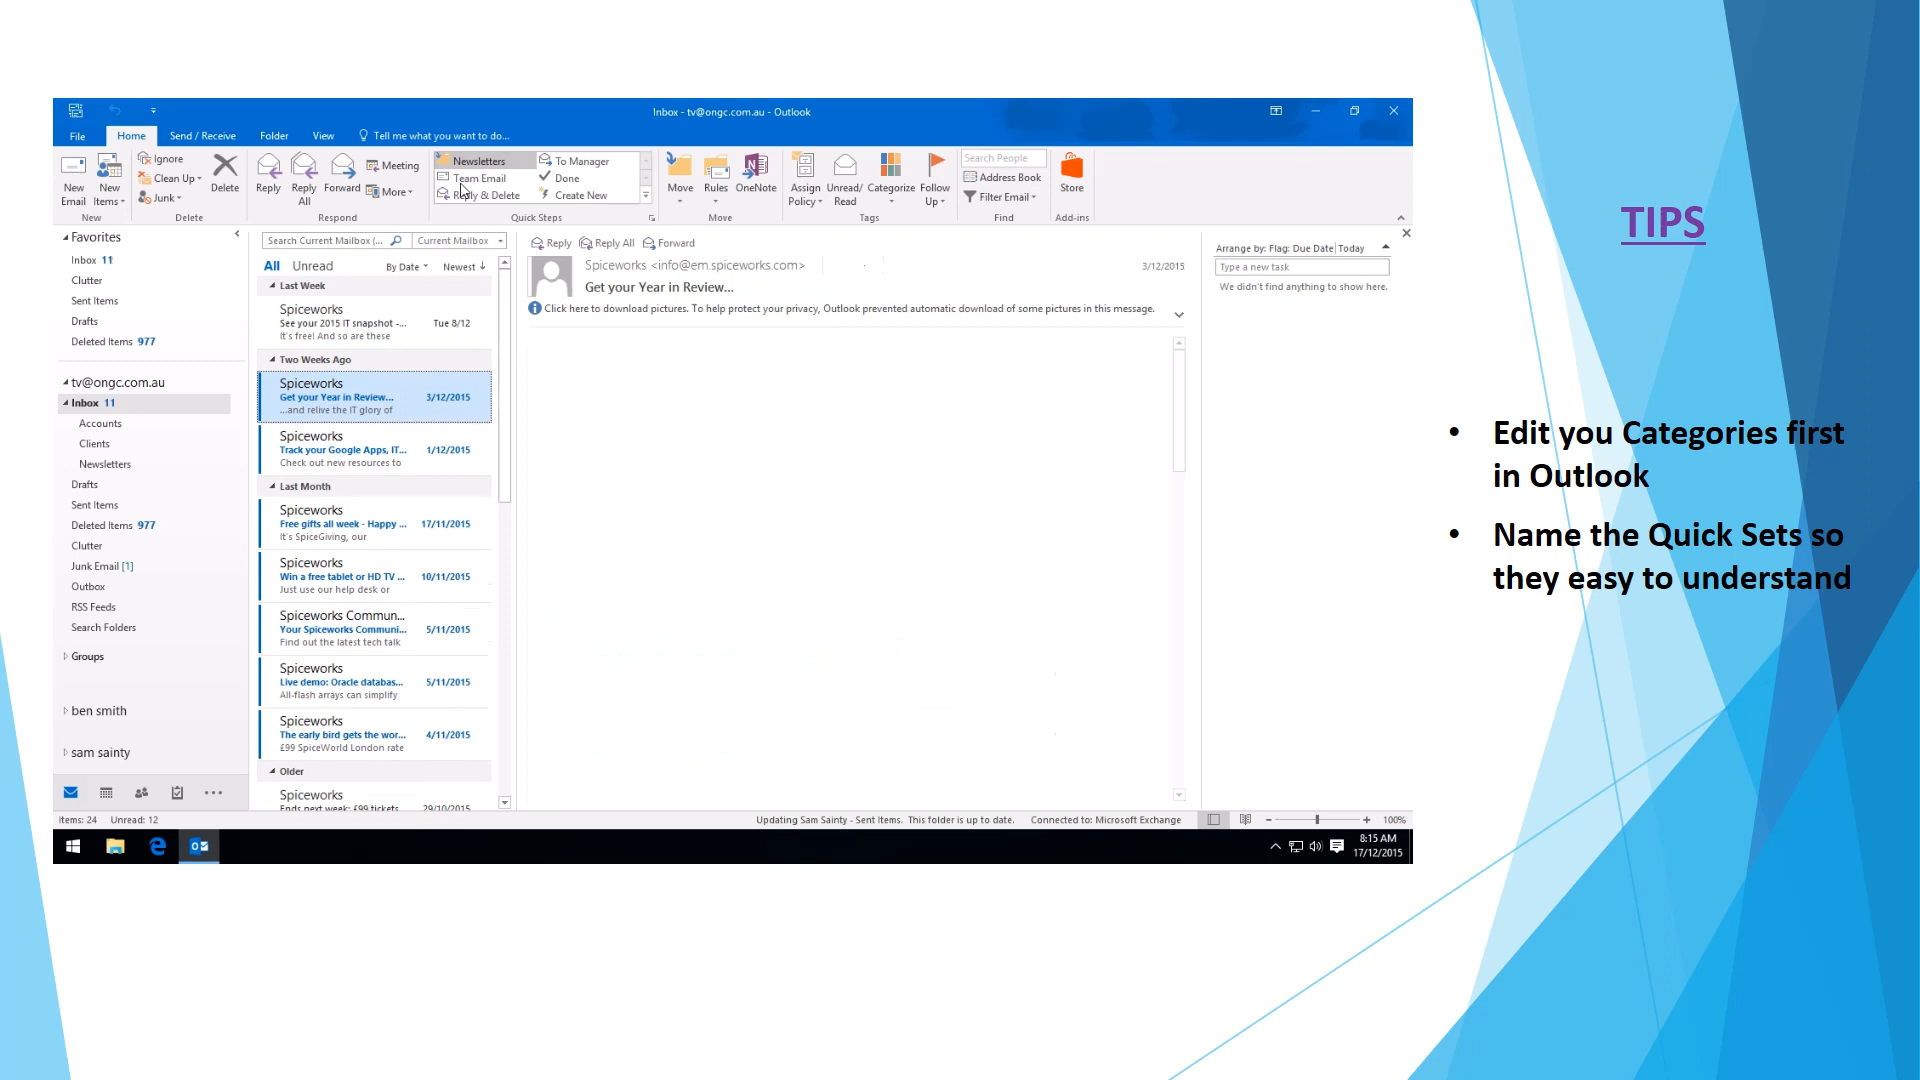 Inbox - tv@ongc.com.au - Outlook
File Home Send / Receive Folder View Tell me what you want to do...
New Email
New Items
New
Ignore
Clean Up
Junk
Delete
Delete
Reply
Reply All
Forward
Meeting
More
Respond
Newsletters
Team Email
Reply & Delete
To Manager
Done
Create New
Quick Steps
Move
Rules
OneNote
Move
Assign Policy
Unread/ Read
Categorize
Follow Up
Tags
Search People
Address Book
Filter Email
Find
Store
Add-ins
Favorites
Inbox 11
Clutter
Sent Items
Drafts
Deleted Items 977
tv@ongc.com.au
Inbox 11
Accounts
Clients
Newsletters
Drafts
Sent Items
Deleted Items 977
Clutter
Junk Email [1]
Outbox
RSS Feeds
Search Folders
Groups
ben smith
sam sainty
Search Current Mailbox (... Current Mailbox
All Unread By Date Newest
Last Week
Spiceworks
See your 2015 IT snapshot -... Tue 8/12
It's free! And so are these
Two Weeks Ago
Spiceworks
Get your Year in Review... 3/12/2015
...and relive the IT glory of
Spiceworks
Track your Google Apps, IT... 1/12/2015
Check out new resources to
Last Month
Spiceworks
Free gifts all week - Happy ... 17/11/2015
It's SpiceGiving, our
Spiceworks
Win a free tablet or HD TV ... 10/11/2015
Just use our help desk or
Spiceworks Commun...
Your Spiceworks Communi... 5/11/2015
Find out the latest tech talk
Spiceworks
Live demo: Oracle databas... 5/11/2015
All-flash arrays can simplify
Spiceworks
The early bird gets the wor... 4/11/2015
£99 SpiceWorld London rate
Older
Spiceworks
Ends next week: £99 tickets 29/10/2015
Reply Reply All Forward
Spiceworks <info@em.spiceworks.com> 3/12/2015
Get your Year in Review...
Click here to download pictures. To help protect your privacy, Outlook prevented automatic download of some pictures in this message.
Arrange by: Flag: Due Date Today
Type a new task
We didn't find anything to show here.
Items: 24 Unread: 12
Updating Sam Sainty - Sent Items. This folder is up to date. Connected to: Microsoft Exchange 100%
8:15 AM
17/12/2015
TIPS
• Edit you Categories first
in Outlook
• Name the Quick Sets so
they easy to understand